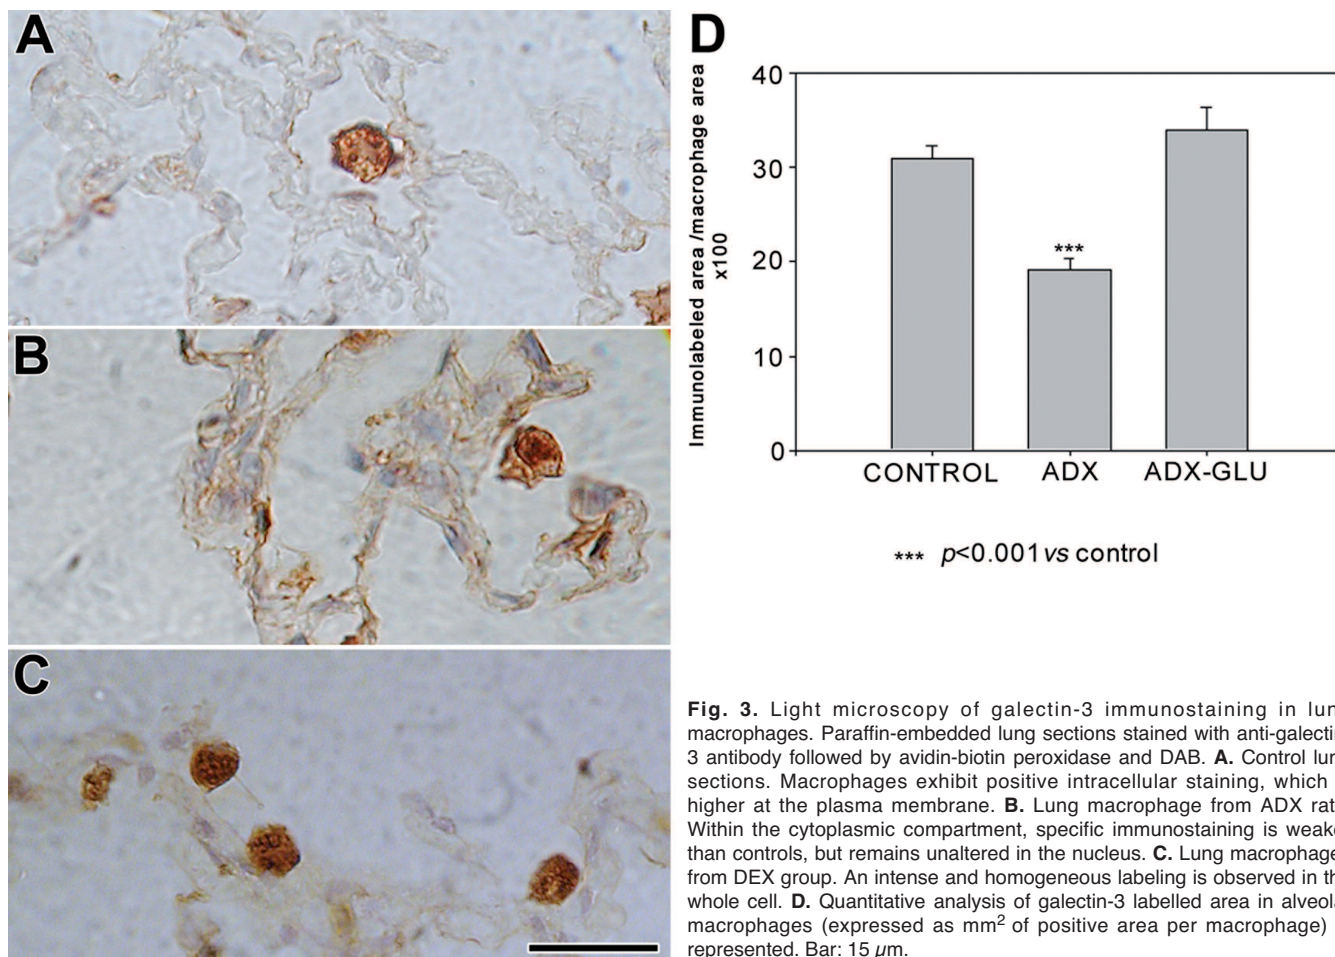 A
B
C
D
Immunolabeled area /macrophage area
x100
40
30
20
10
0
***
CONTROL ADX ADX-GLU
*** p<0.001 vs control
Fig. 3. Light microscopy of galectin-3 immunostaining in lun
macrophages. Paraffin-embedded lung sections stained with anti-galecti
3 antibody followed by avidin-biotin peroxidase and DAB. A. Control lun
sections. Macrophages exhibit positive intracellular staining, which
higher at the plasma membrane. B. Lung macrophage from ADX rat
Within the cytoplasmic compartment, specific immunostaining is weake
than controls, but remains unaltered in the nucleus. C. Lung macrophage
from DEX group. An intense and homogeneous labeling is observed in th
whole cell. D. Quantitative analysis of galectin-3 labelled area in alveola
macrophages (expressed as mm² of positive area per macrophage)
represented. Bar: 15 µm.